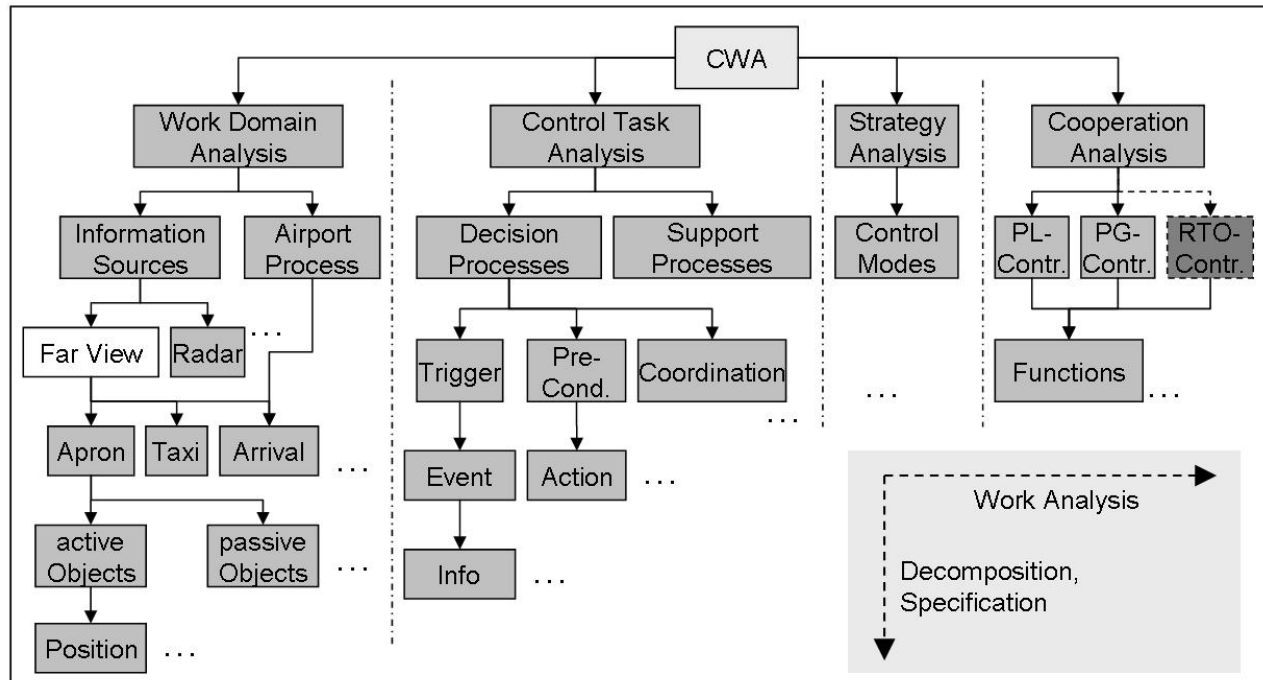 CWA
Work Domain
Analysis
Control Task
Analysis
Strategy
Analysis
Cooperation
Analysis
Information
Sources
Airport
Process
Decision
Processes
Support
Processes
Control
Modes
PL-
Contr.
PG-
Contr.
RTO-
Contr.
Far View
Radar
...
Trigger
Pre-
Cond.
Coordination
...
...
Functions
...
Apron
Taxi
Arrival
...
Event
Action
...
active
Objects
passive
Objects
...
Info
...
Position
...
Work Analysis
Decomposition,
Specification